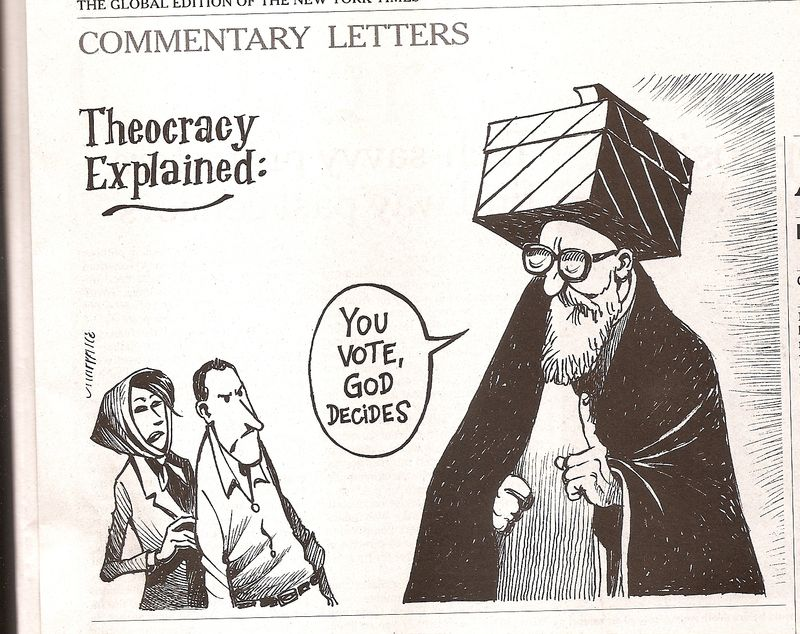 THE GLOBAL EDITION OF THE NEW YORK TIMES
COMMENTARY LETTERS
Theocracy
Explained:
YOU
VOTE,
GOD
DECIDES